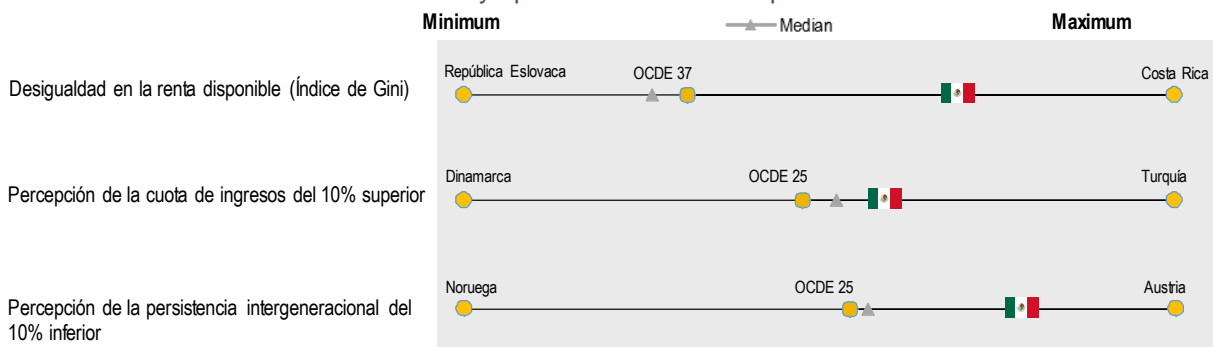 Minimum
Median
Maximum
Desigualdad en la renta disponible (Índice de Gini)
República Eslovaca
OCDE 37
Costa Rica
Percepción de la cuota de ingresos del 10% superior
Dinamarca
OCDE 25
Turquía
Percepción de la persistencia intergeneracional del
10% inferior
Noruega
OCDE 25
Austria